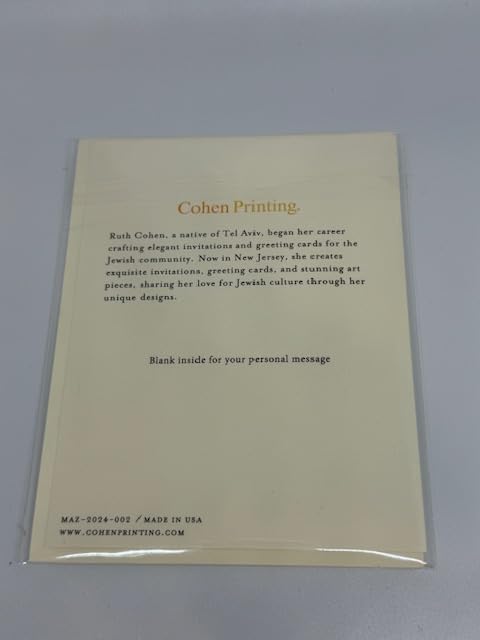 Cohen Printing.
Ruth Cohen, a native of Tel Aviv, began her career
crafting elegant invitations and greeting cards for the
Jewish community. Now in New Jersey, she creates
exquisite invitations, greeting cards, and stunning art
pieces, sharing her love for Jewish culture through her
unique designs.
Blank inside for your personal message
MAZ-2024-002 / MADE IN USA
WWW.COHENPRINTING.COM